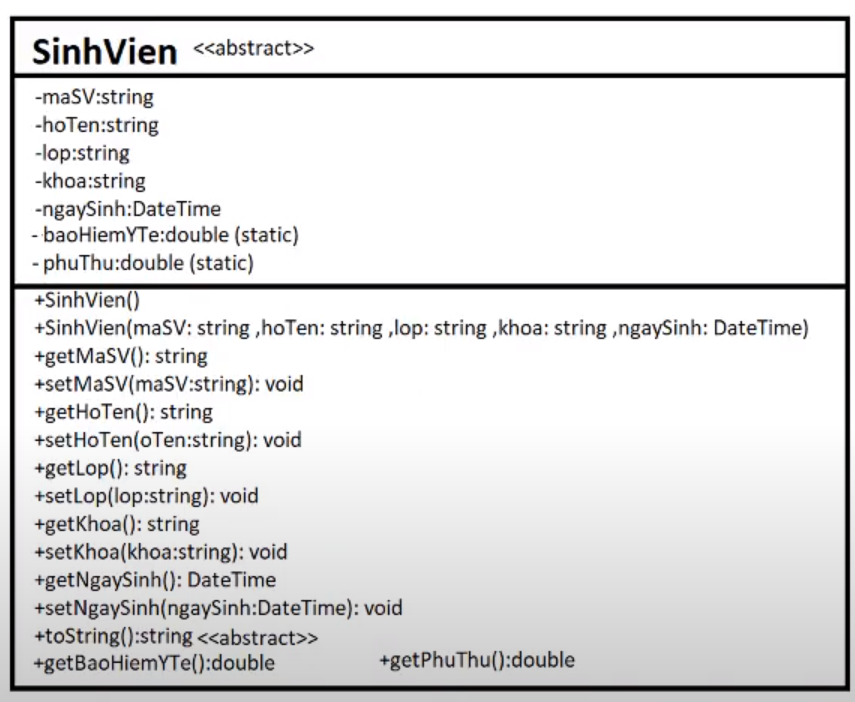 SinhVien <<abstract>>
-maSV:string
-hoTen:string
-lop:string
-khoa:string
-ngaySinh:DateTime
- baoHiemYTe:double (static)
- phuThu:double (static)
+SinhVien()
+SinhVien(maSV: string ,hoTen: string ,lop: string ,khoa: string ,ngaySinh: DateTime)
+getMaSV(): string
+setMaSV(maSV:string): void
+getHoTen(): string
+setHoTen(oTen:string): void
+getLop(): string
+setLop(lop:string): void
+getKhoa(): string
+setKhoa(khoa:string): void
+getNgaySinh(): DateTime
+setNgaySinh(ngaySinh:DateTime): void
+toString():string <<abstract>>
+getBaoHiemYTe():double +getPhuThu():double